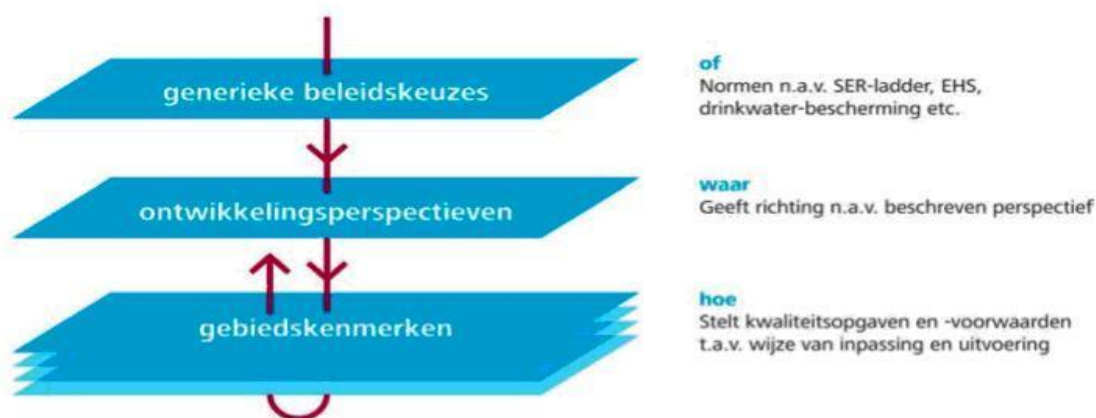 generieke beleidskeuzes
of
Normen n.a.v. SER-ladder, EHS,
drinkwater-bescherming etc.
ontwikkelingsperspectieven
waar
Geeft richting n.a.v. beschreven perspectief
gebiedskenmerken
hoe
Stelt kwaliteitsopgaven en -voorwaarden
t.a.v. wijze van inpassing en uitvoering